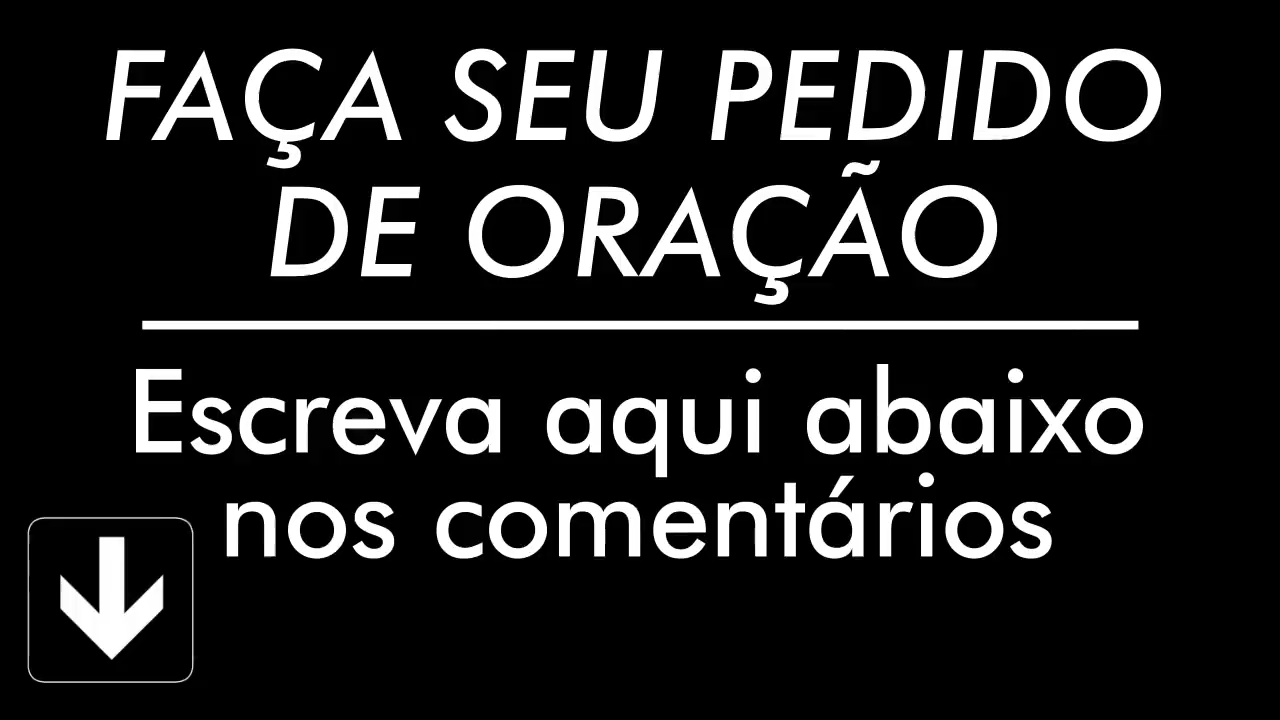 FAÇA SEU PEDIDO
DE ORAÇÃO
Escreva aqui abaixo
nos comentários